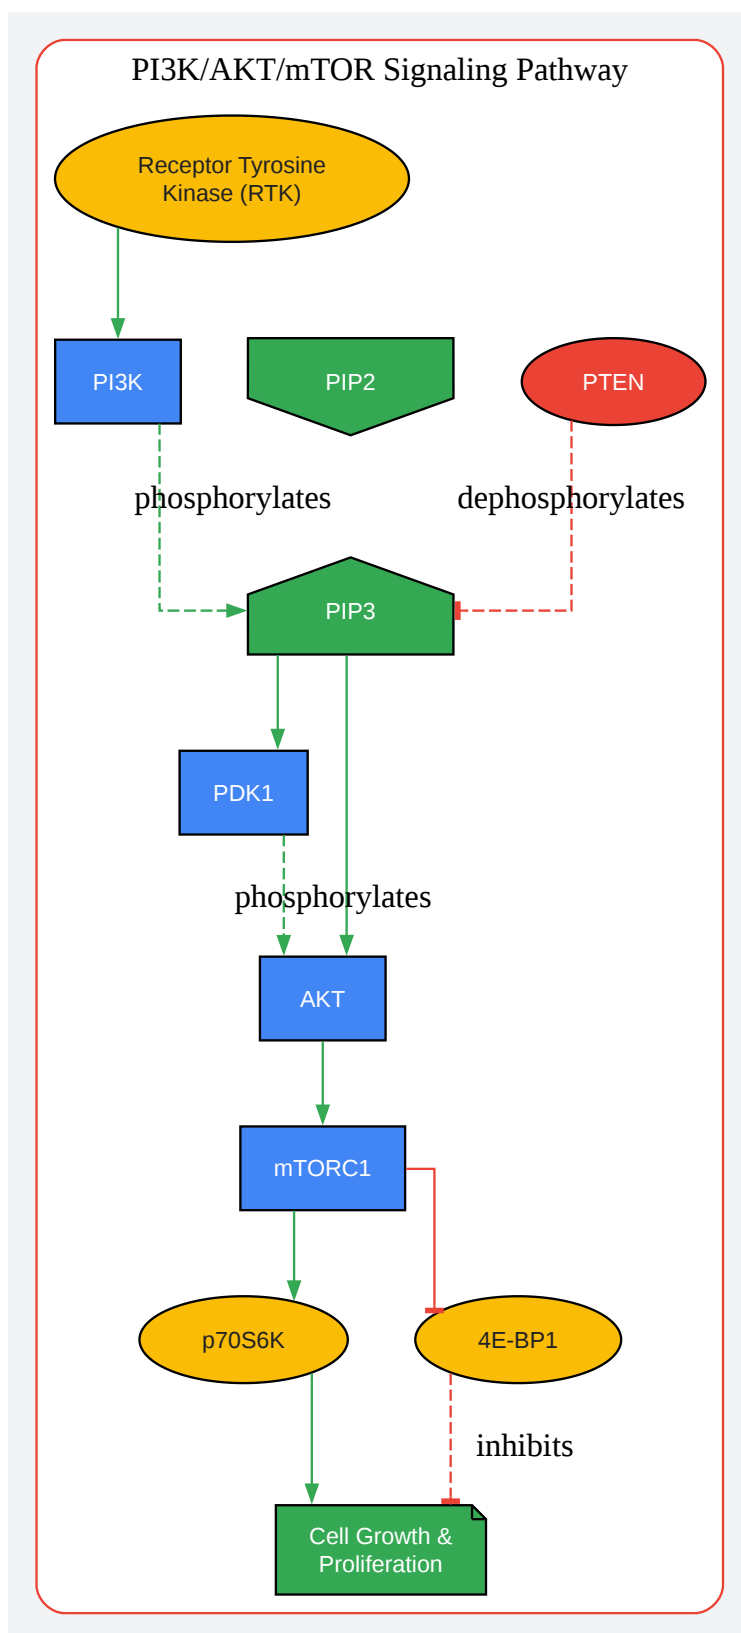 PI3K/AKT/mTOR Signaling Pathway
Receptor Tyrosine
Kinase (RTK)
PI3K
PIP2
PTEN
phosphorylates
dephosphorylates
PIP3
PDK1
phosphorylates
AKT
mTORC1
p70S6K
4E-BP1
inhibits
Cell Growth &
Proliferation